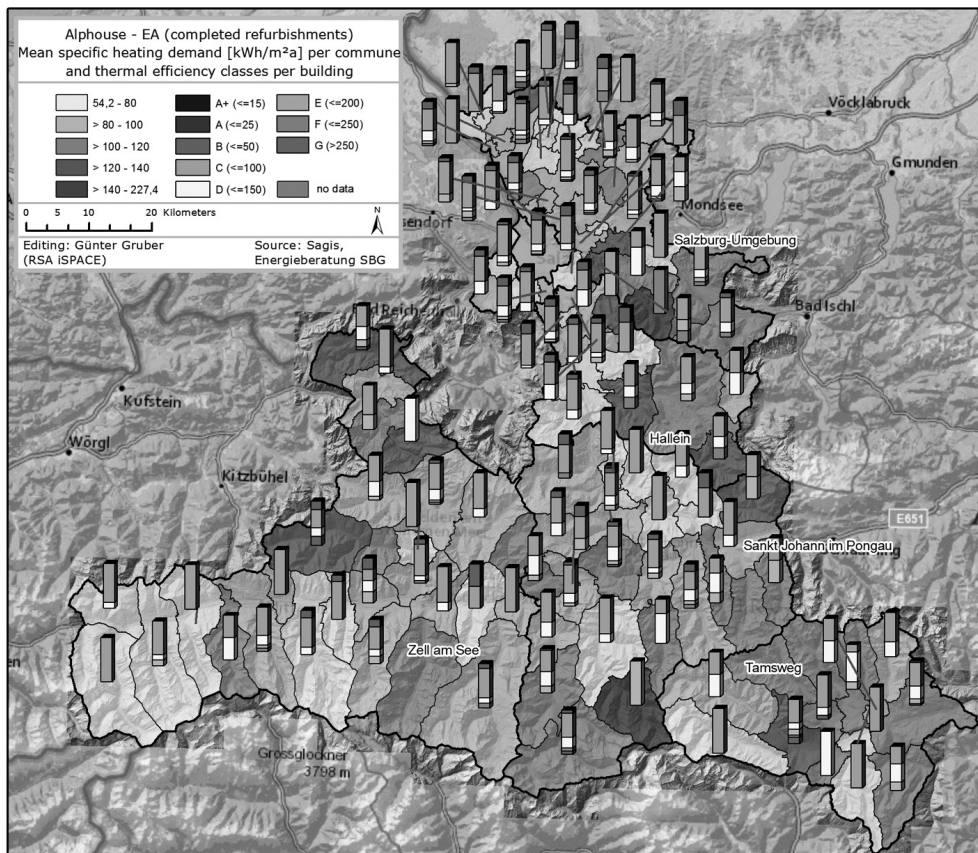 Alphouse - EA (completed refurbishments)
Mean specific heating demand [kWh/m²a] per commune
and thermal efficiency classes per building
54,2 - 80
> 80 - 100
> 100 - 120
> 120 - 140
> 140 - 227,4
A+ (<=15)
A (<=25)
B (<=50)
C (<=100)
D (<=150)
E (<=200)
F (<=250)
G (>250)
no data
0 5 10 20 Kilometers
N
Editing: Günter Gruber
(RSA iSPACE)
Source: Sagis,
Energieberatung SBG
Vöcklabruck
Gmunden
Mondsee
Salzburg-Umgebung
Bad Ischl
Kufstein
Wörgl
Kitzbühel
Hallein
E651
Sankt Johann im Pongau
Zell am See
Tamsweg
Grossglockner
3798 m